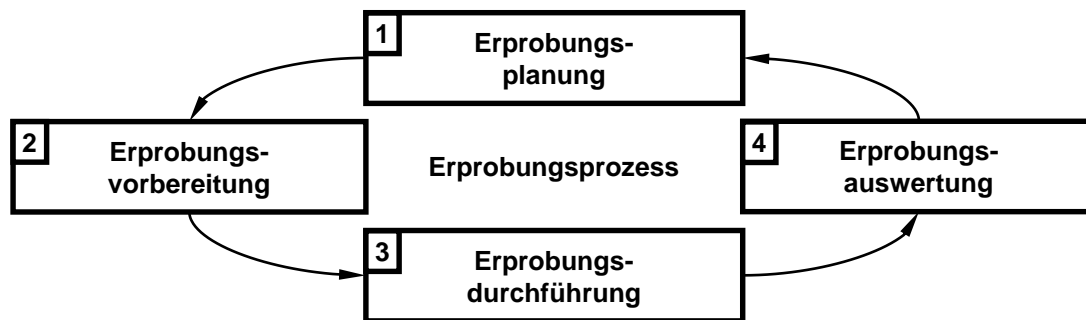 1
Erprobungs-
planung
2
Erprobungs-
vorbereitung
Erprobungsprozess
4
Erprobungs-
auswertung
3
Erprobungs-
durchführung